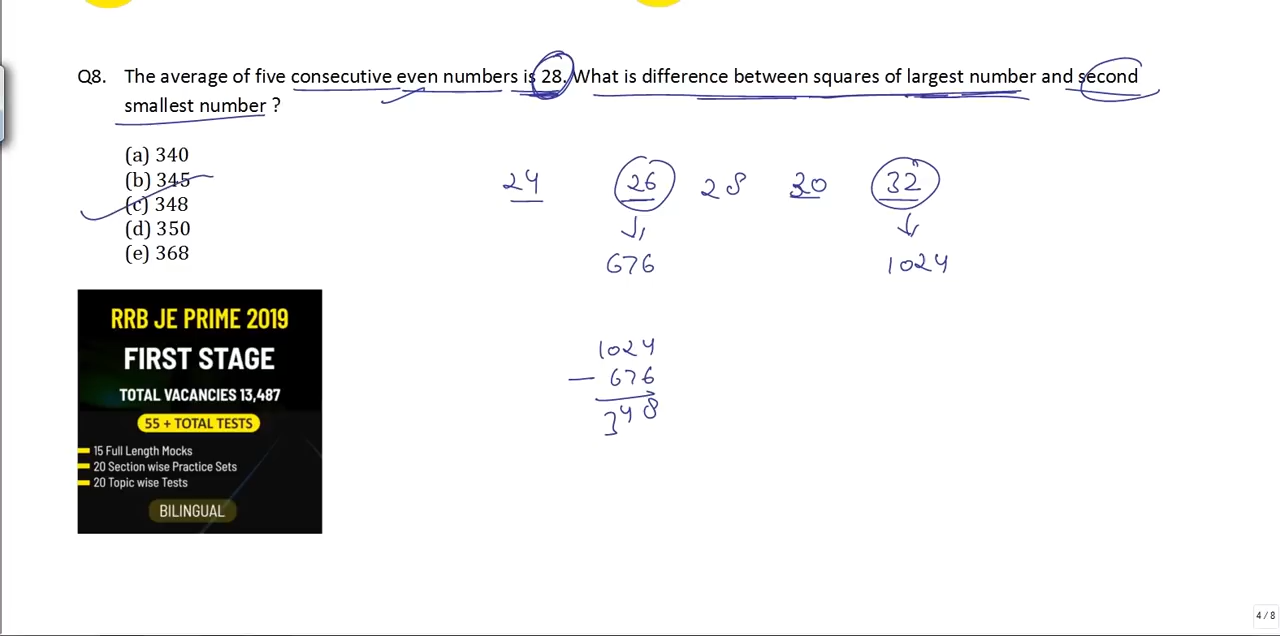 Q8. The average of five consecutive even numbers is 28. What is difference between squares of largest number and second
smallest number ?
(a) 340
(b) 345
(c) 348
(d) 350
(e) 368
24 26 28 30 32
676 1024
1024
- 676
348
RRB JE PRIME 2019
FIRST STAGE
TOTAL VACANCIES 13,487
55 + TOTAL TESTS
15 Full Length Mocks
20 Section wise Practice Sets
20 Topic wise Tests
BILINGUAL
4 / 8